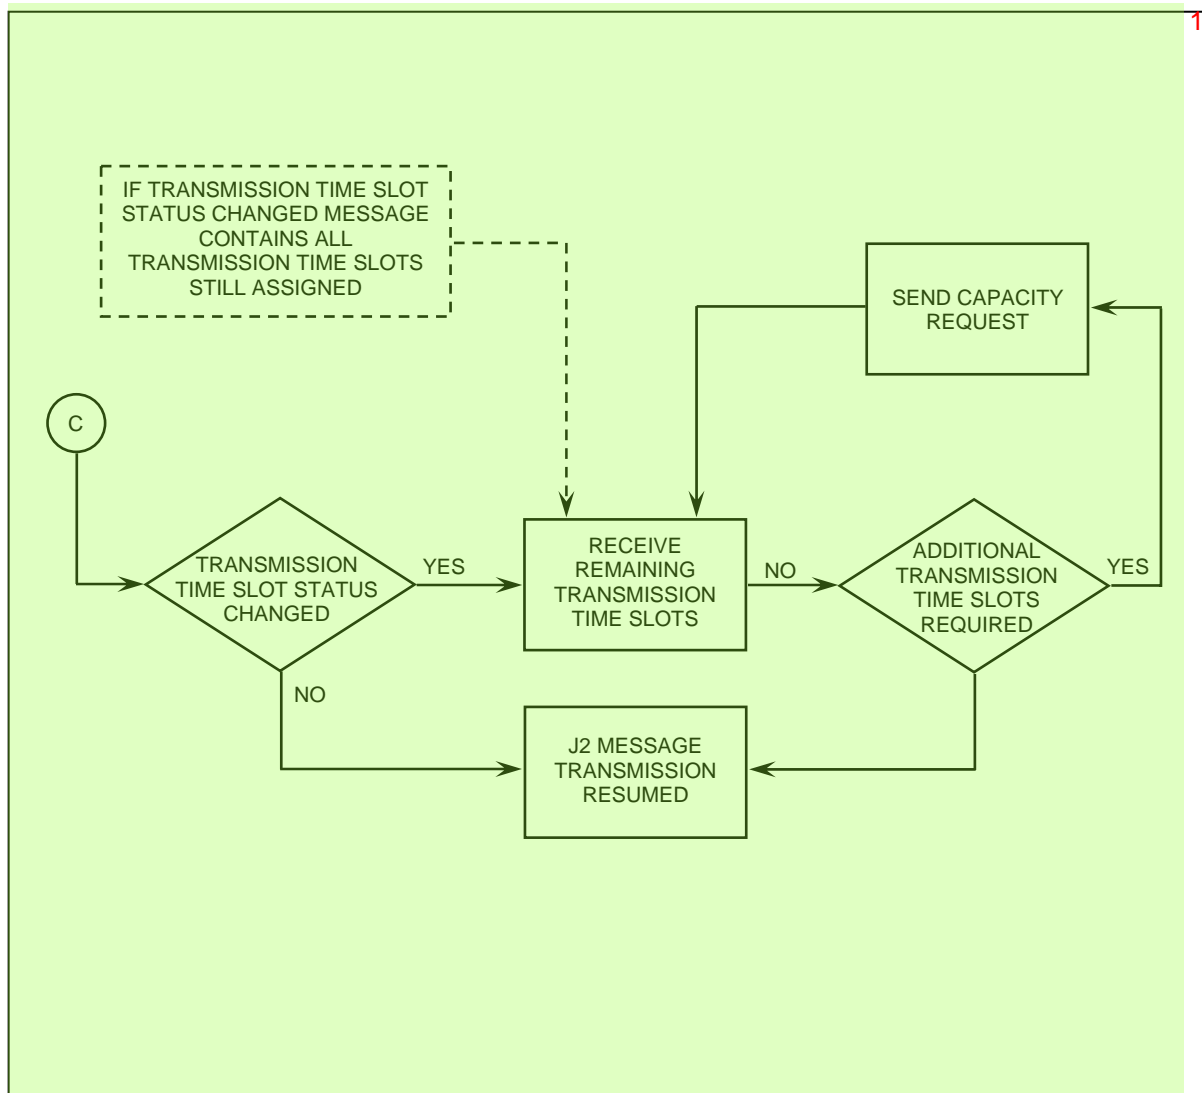 1
IF TRANSMISSION TIME SLOT
STATUS CHANGED MESSAGE
CONTAINS ALL
TRANSMISSION TIME SLOTS
STILL ASSIGNED
SEND CAPACITY
REQUEST
C
TRANSMISSION
TIME SLOT STATUS
CHANGED
YES
RECEIVE
REMAINING
TRANSMISSION
TIME SLOTS
NO
ADDITIONAL
TRANSMISSION
TIME SLOTS
REQUIRED
YES
NO
J2 MESSAGE
TRANSMISSION
RESUMED